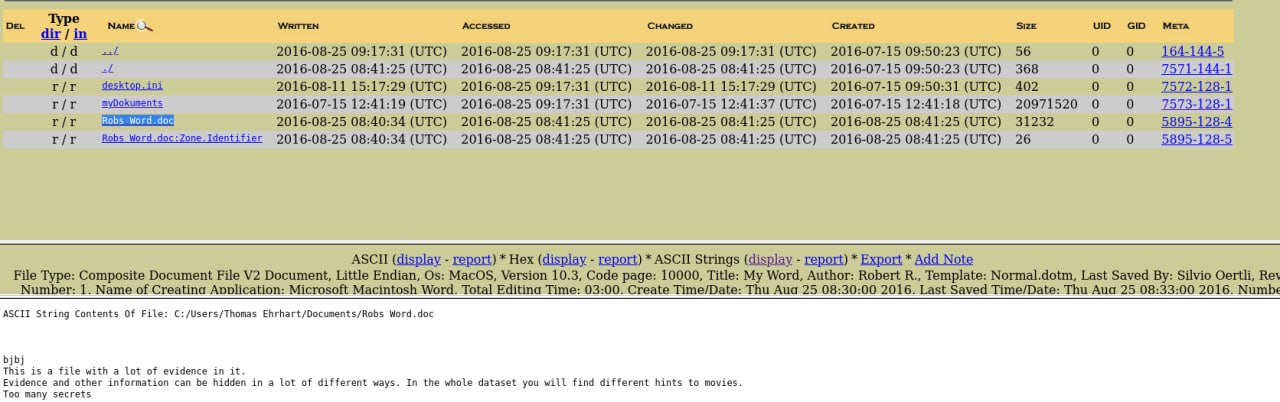 DEL Type NAME WRITTEN ACCESSED CHANGED CREATED SIZE UID GID META
dir / in
d / d ../ 2016-08-25 09:17:31 (UTC) 2016-08-25 09:17:31 (UTC) 2016-08-25 09:17:31 (UTC) 2016-07-15 09:50:23 (UTC) 56 0 0 164-144-5
d / d ./ 2016-08-25 08:41:25 (UTC) 2016-08-25 08:41:25 (UTC) 2016-08-25 08:41:25 (UTC) 2016-07-15 09:50:23 (UTC) 368 0 0 7571-144-1
r / r desktop.ini 2016-08-11 15:17:29 (UTC) 2016-08-25 09:17:31 (UTC) 2016-08-11 15:17:29 (UTC) 2016-07-15 09:50:31 (UTC) 402 0 0 7572-128-1
r / r myDokuments 2016-07-15 12:41:19 (UTC) 2016-08-25 09:17:31 (UTC) 2016-07-15 12:41:37 (UTC) 2016-07-15 12:41:18 (UTC) 20971520 0 0 7573-128-1
r / r Robs Word.doc 2016-08-25 08:40:34 (UTC) 2016-08-25 08:41:25 (UTC) 2016-08-25 08:41:25 (UTC) 2016-08-25 08:41:25 (UTC) 31232 0 0 5895-128-4
r / r Robs Word.doc:Zone.Identifier 2016-08-25 08:40:34 (UTC) 2016-08-25 08:41:25 (UTC) 2016-08-25 08:41:25 (UTC) 2016-08-25 08:41:25 (UTC) 26 0 0 5895-128-5
ASCII (display - report) * Hex (display - report) * ASCII Strings (display - report) * Export * Add Note
File Type: Composite Document File V2 Document, Little Endian, Os: MacOS, Version 10.3, Code page: 10000, Title: My Word, Author: Robert R., Template: Normal.dotm, Last Saved By: Silvio Oertli, Rev
Number: 1, Name of Creating Application: Microsoft Macintosh Word, Total Editing Time: 03:00, Create Time/Date: Thu Aug 25 08:30:00 2016, Last Saved Time/Date: Thu Aug 25 08:33:00 2016, Numbe
ASCII String Contents Of File: C:/Users/Thomas Ehrhart/Documents/Robs Word.doc
bjbj
This is a file with a lot of evidence in it.
Evidence and other information can be hidden in a lot of different ways. In the whole dataset you will find different hints to movies.
Too many secrets